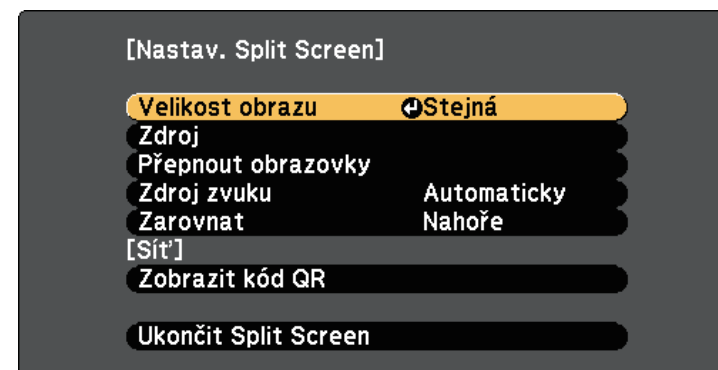 [Nastav. Split Screen]
Velikost obrazu Stejná
Zdroj
Přepnout obrazovky
Zdroj zvuku Automaticky
Zarovnat Nahoře
[Síť]
Zobrazit kód QR
Ukončit Split Screen